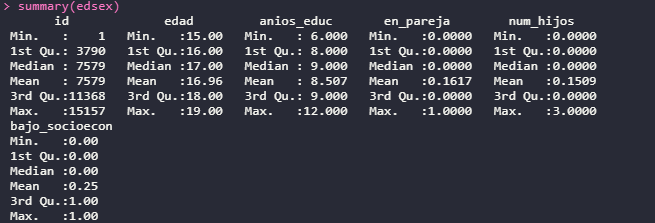 > summary(edsex)
id edad anios_educ en_pareja num_hijos
Min. : 1 Min. :15.00 Min. : 6.000 Min. :0.0000 Min. :0.0000
1st Qu.: 3790 1st Qu.:16.00 1st Qu.: 8.000 1st Qu.:0.0000 1st Qu.:0.0000
Median : 7579 Median :17.00 Median : 9.000 Median :0.0000 Median :0.0000
Mean : 7579 Mean :16.96 Mean : 8.507 Mean :0.1617 Mean :0.1509
3rd Qu.:11368 3rd Qu.:18.00 3rd Qu.: 9.000 3rd Qu.:0.0000 3rd Qu.:0.0000
Max. :15157 Max. :19.00 Max. :12.000 Max. :1.0000 Max. :3.0000
bajo_socioecon
Min. :0.00
1st Qu.:0.00
Median :0.00
Mean :0.25
3rd Qu.:1.00
Max. :1.00